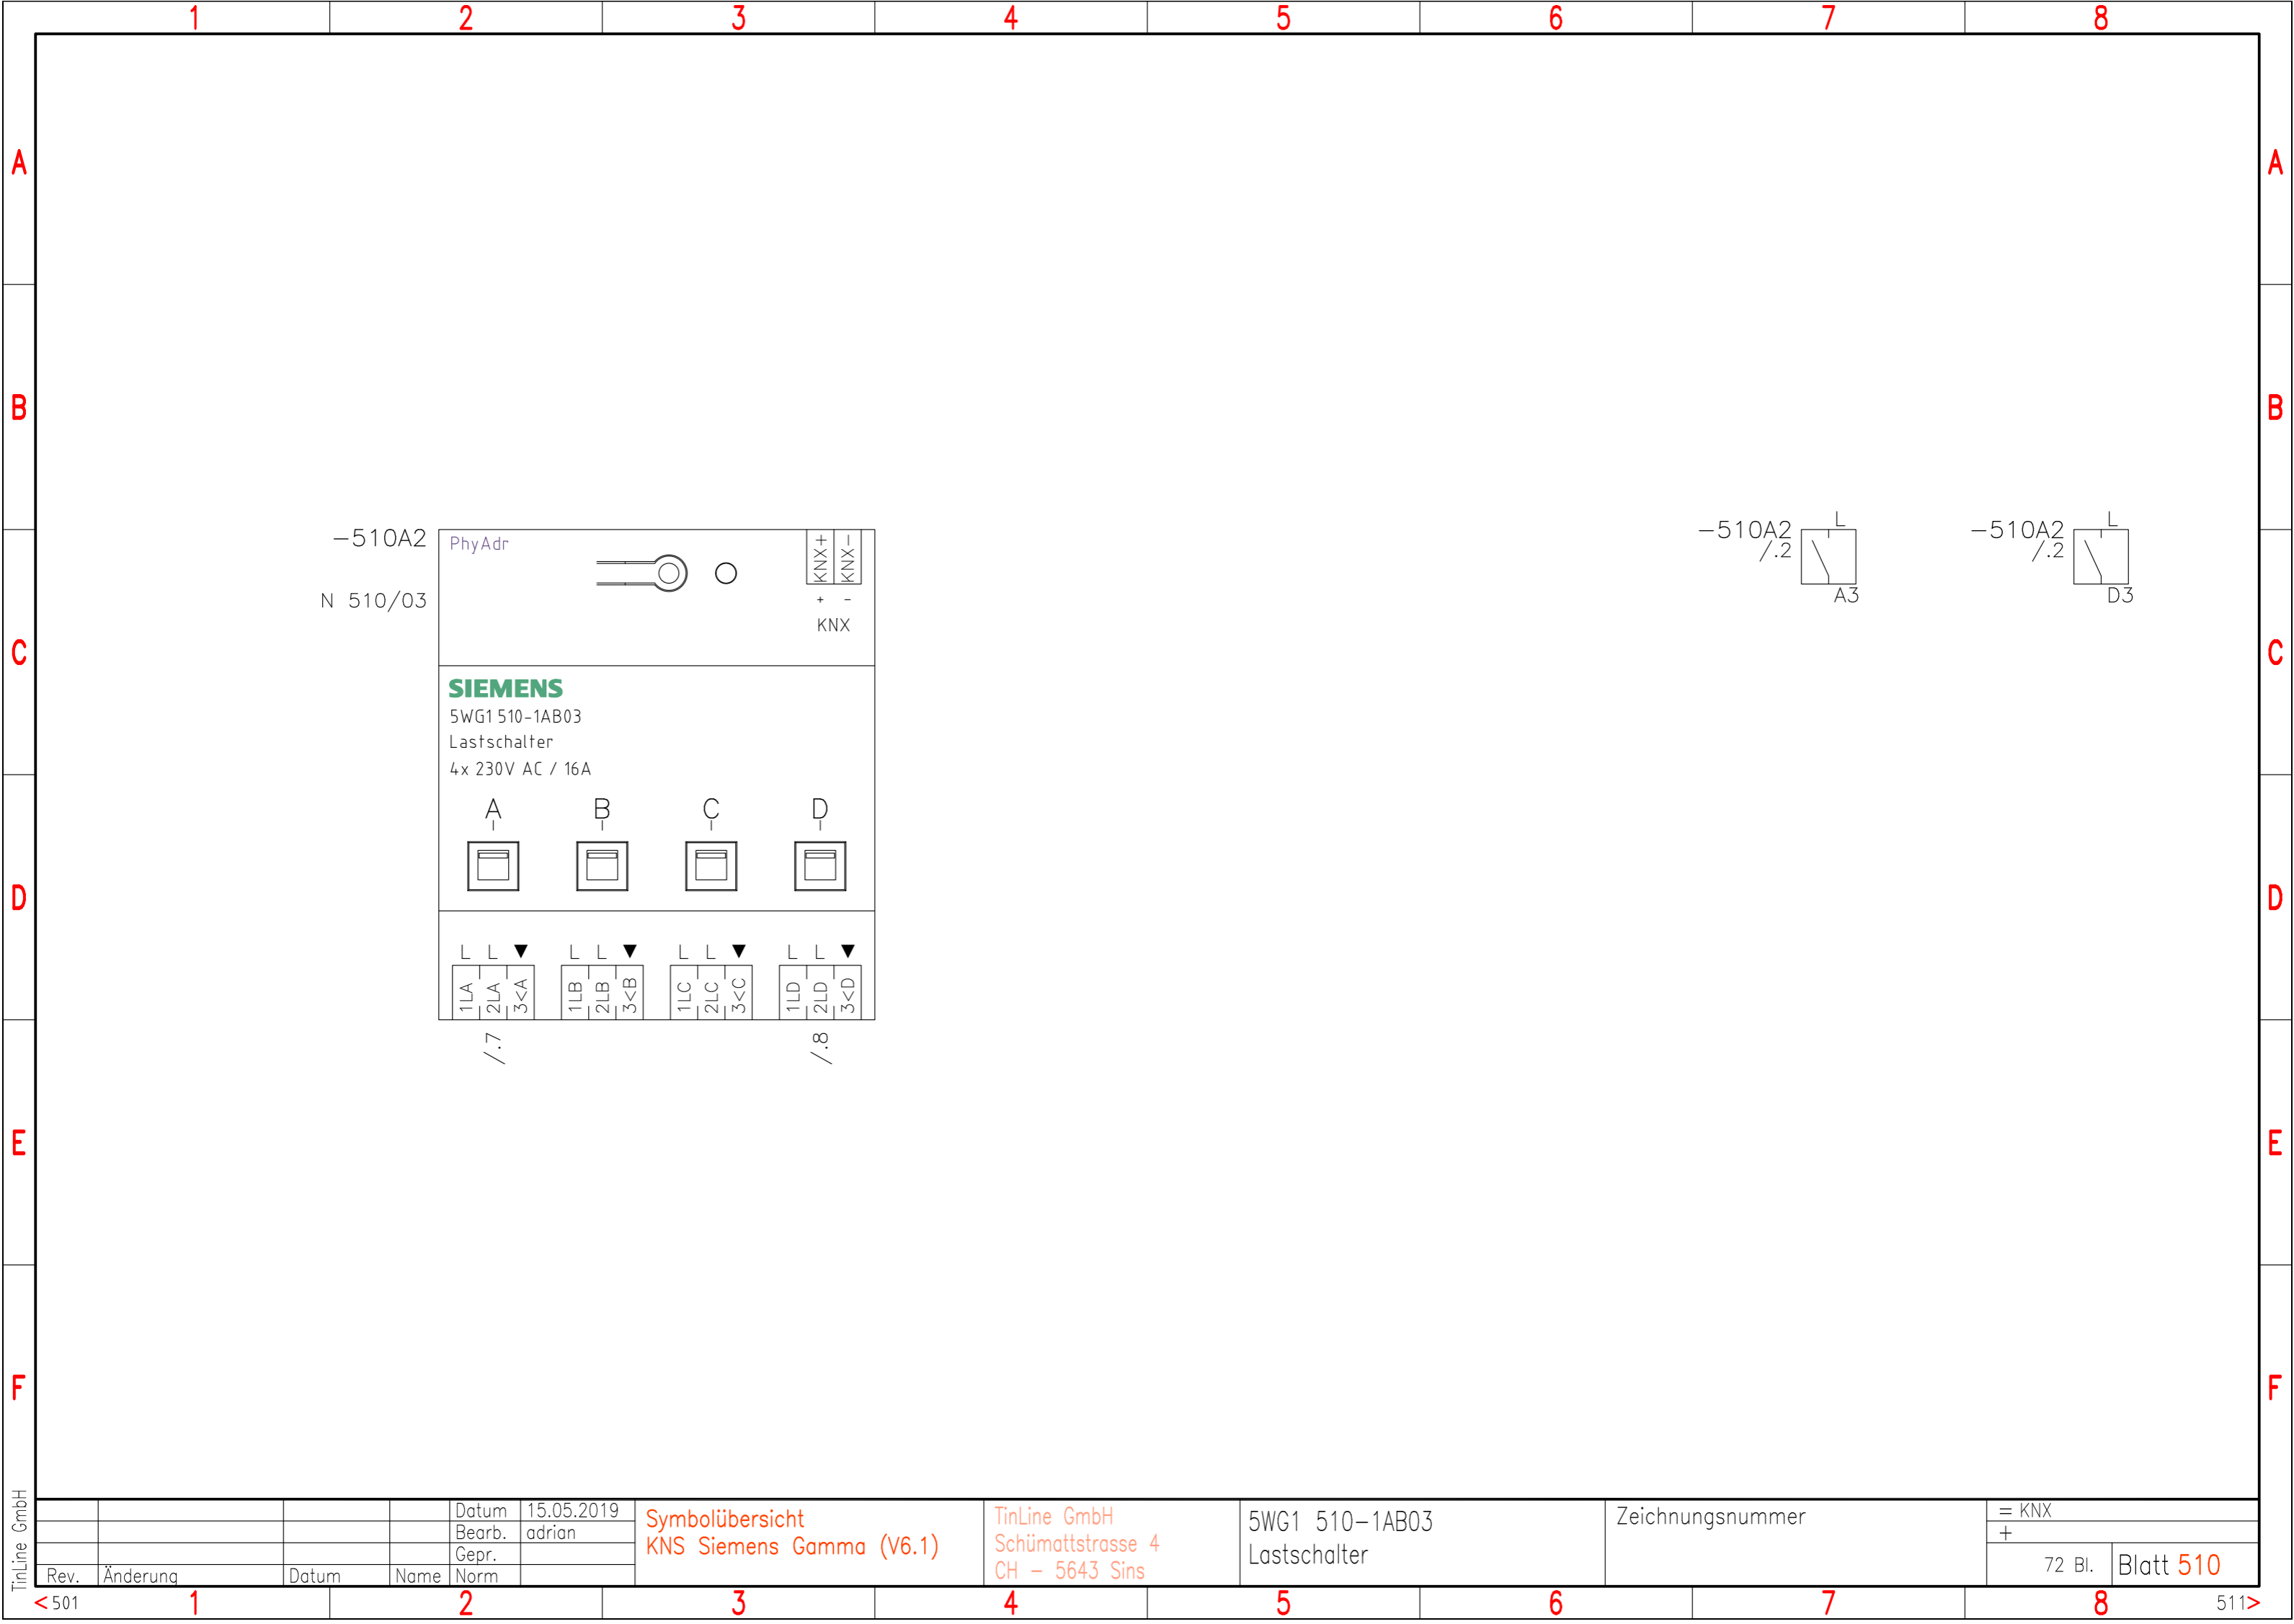 1 2 3 4 5 6 7 8
A A
B B
-510A2 PhyAdr KNX+ KNX-
N 510/03 + -
KNX
-510A2 L
/.2
A3
-510A2 L
/.2
D3
C C
SIEMENS
5WG1 510-1AB03
Lastschalter
4x 230V AC / 16A
A B C D
D D
L L ▼ L L ▼ L L ▼ L L ▼
1LA 2LA 3<A 1LB 2LB 3<B 1LC 2LC 3<C 1LD 2LD 3<D
/.7 /.8
E E
F F
TinLine GmbH
Rev. Änderung Datum Name
Datum 15.05.2019
Bearb. adrian
Gepr.
Norm
Symbolübersicht
KNS Siemens Gamma (V6.1)
TinLine GmbH
Schümattstrasse 4
CH - 5643 Sins
5WG1 510-1AB03
Lastschalter
Zeichnungsnummer
= KNX
+
72 Bl. Blatt 510
<501 1 2 3 4 5 6 7 8 511>